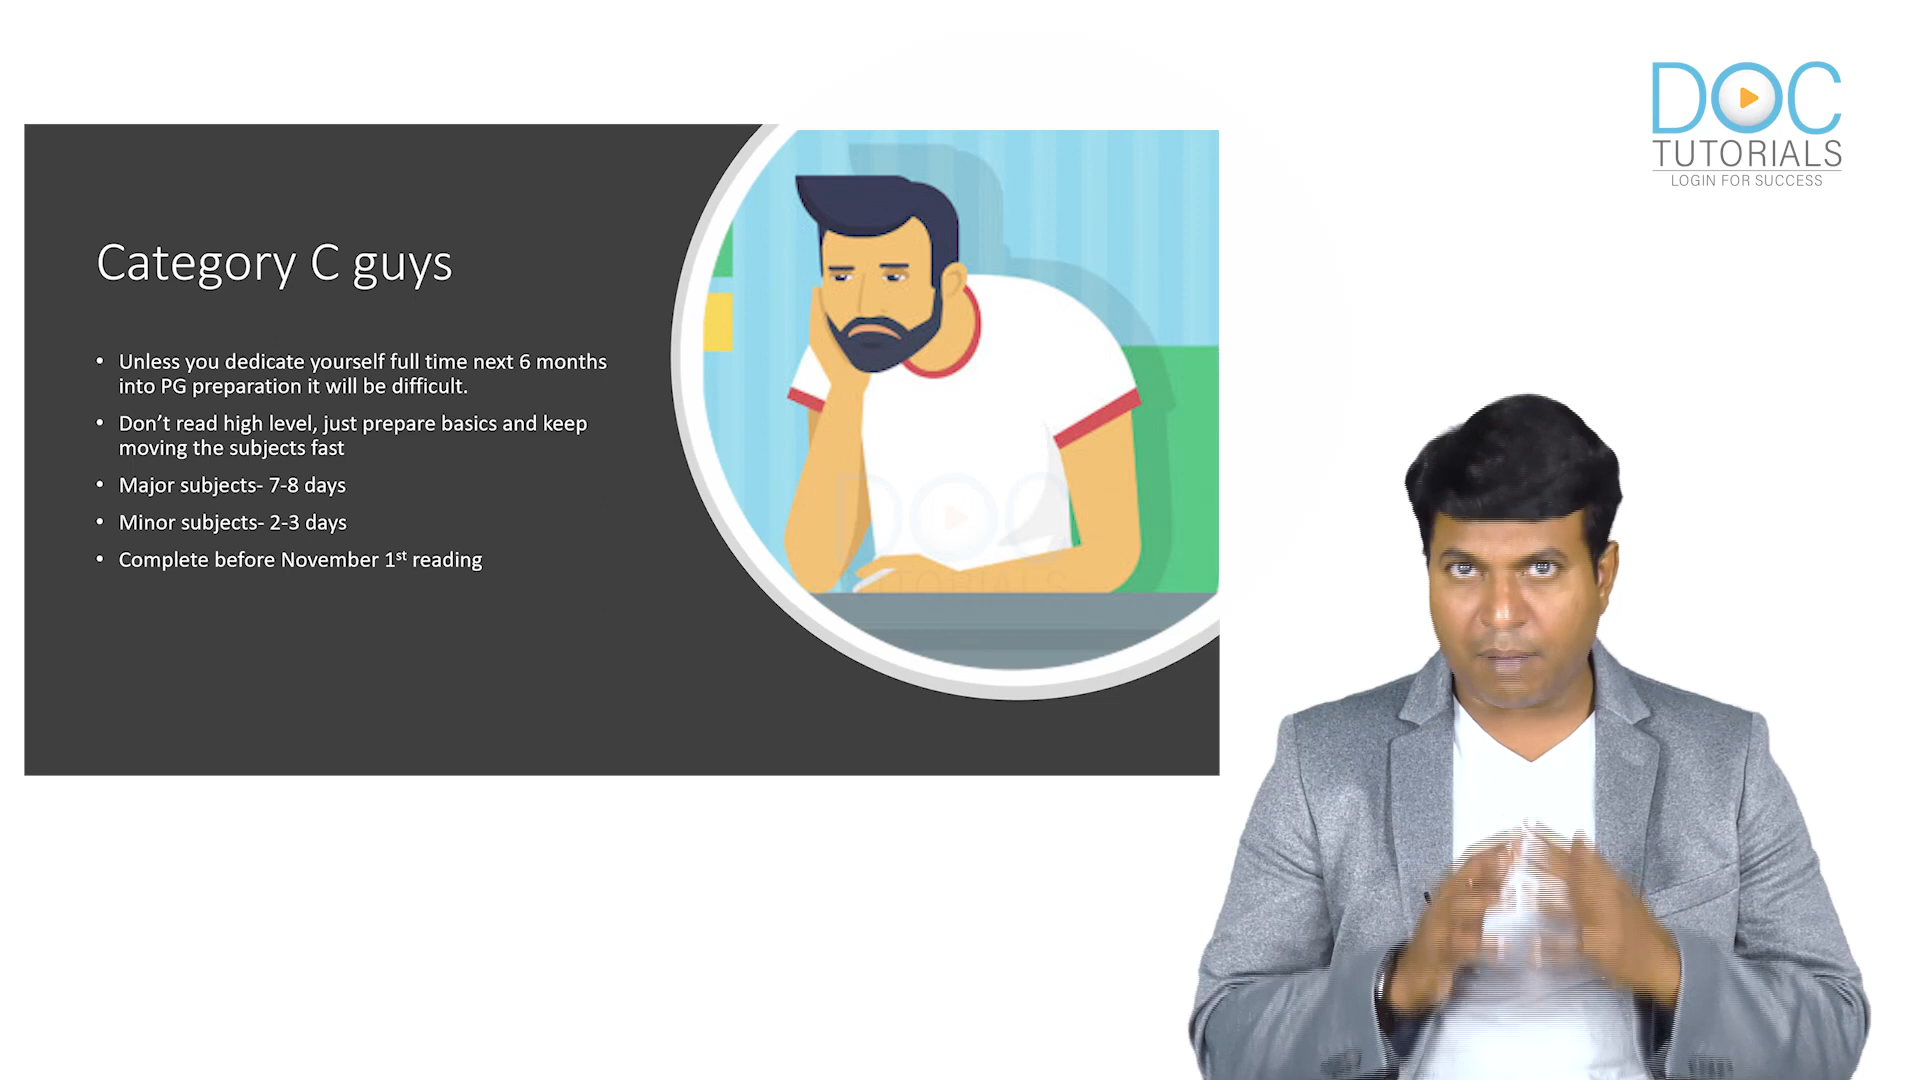 DOC
TUTORIALS
LOGIN FOR SUCCESS
Category C guys
• Unless you dedicate yourself full time next 6 months
into PG preparation it will be difficult.
• Don’t read high level, just prepare basics and keep
moving the subjects fast
• Major subjects- 7-8 days
• Minor subjects- 2-3 days
• Complete before November 1st reading
DOC
TUTORIALS